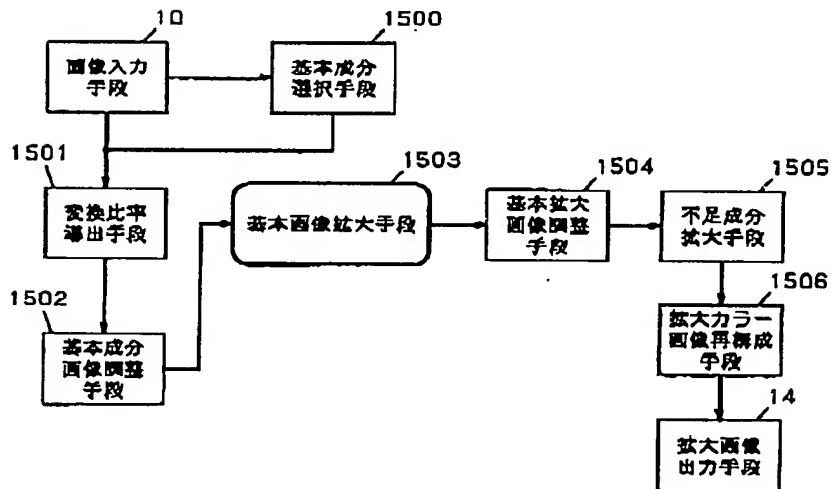 10
1500
画像入力
手段
基本成分
選択手段
1501
変換比率
導出手段
1503
基本画像拡大手段
1504
基本拡大
画像調整
手段
1505
不足成分
拡大手段
1502
基本成分
画像調整
手段
1506
拡大カラー
画像再構成
手段
14
拡大画像
出力手段